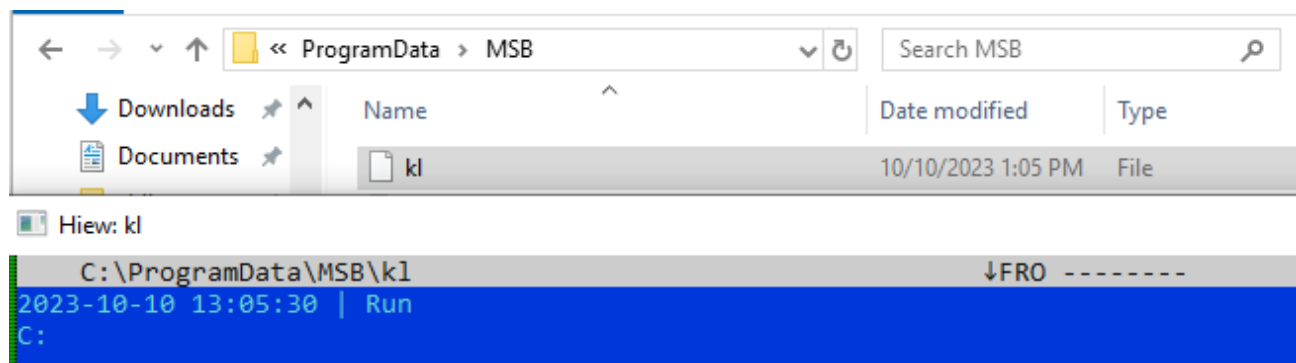 « ProgramData > MSB
Search MSB
Downloads
Name
Date modified
Type
Documents
kl
10/10/2023 1:05 PM
File
Hiew: kl
C:\ProgramData\MSB\kl
↓FRO --------
2023-10-10 13:05:30 | Run
C: